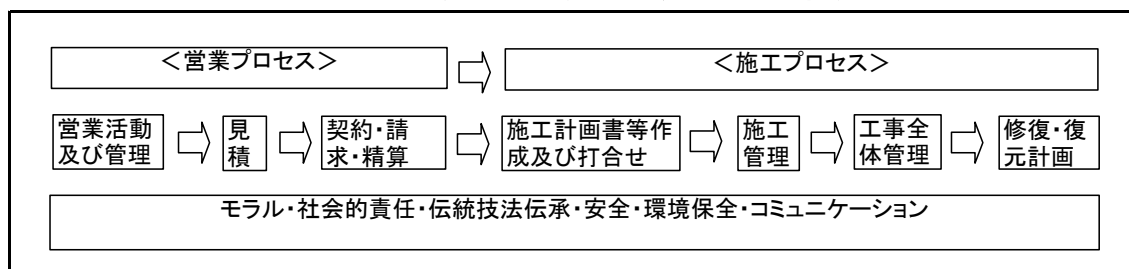 <営業プロセス>
<施工プロセス>
営業活動
及び管理
見
積
契約・請
求・精算
施工計画書等作
成及び打合せ
施工
管理
工事全
体管理
修復・復
元計画
モラル・社会的責任・伝統技法伝承・安全・環境保全・コミュニケーション